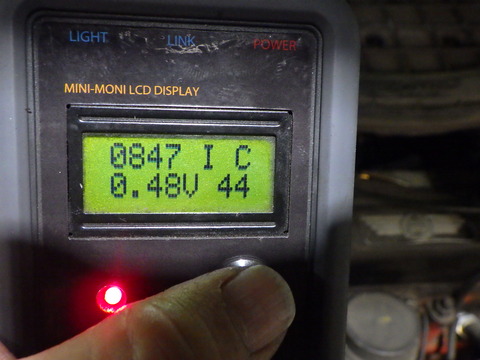 LIGHT LINK POWER
MINI-MONI LCD DISPLAY
0847 I C
0.48V 44